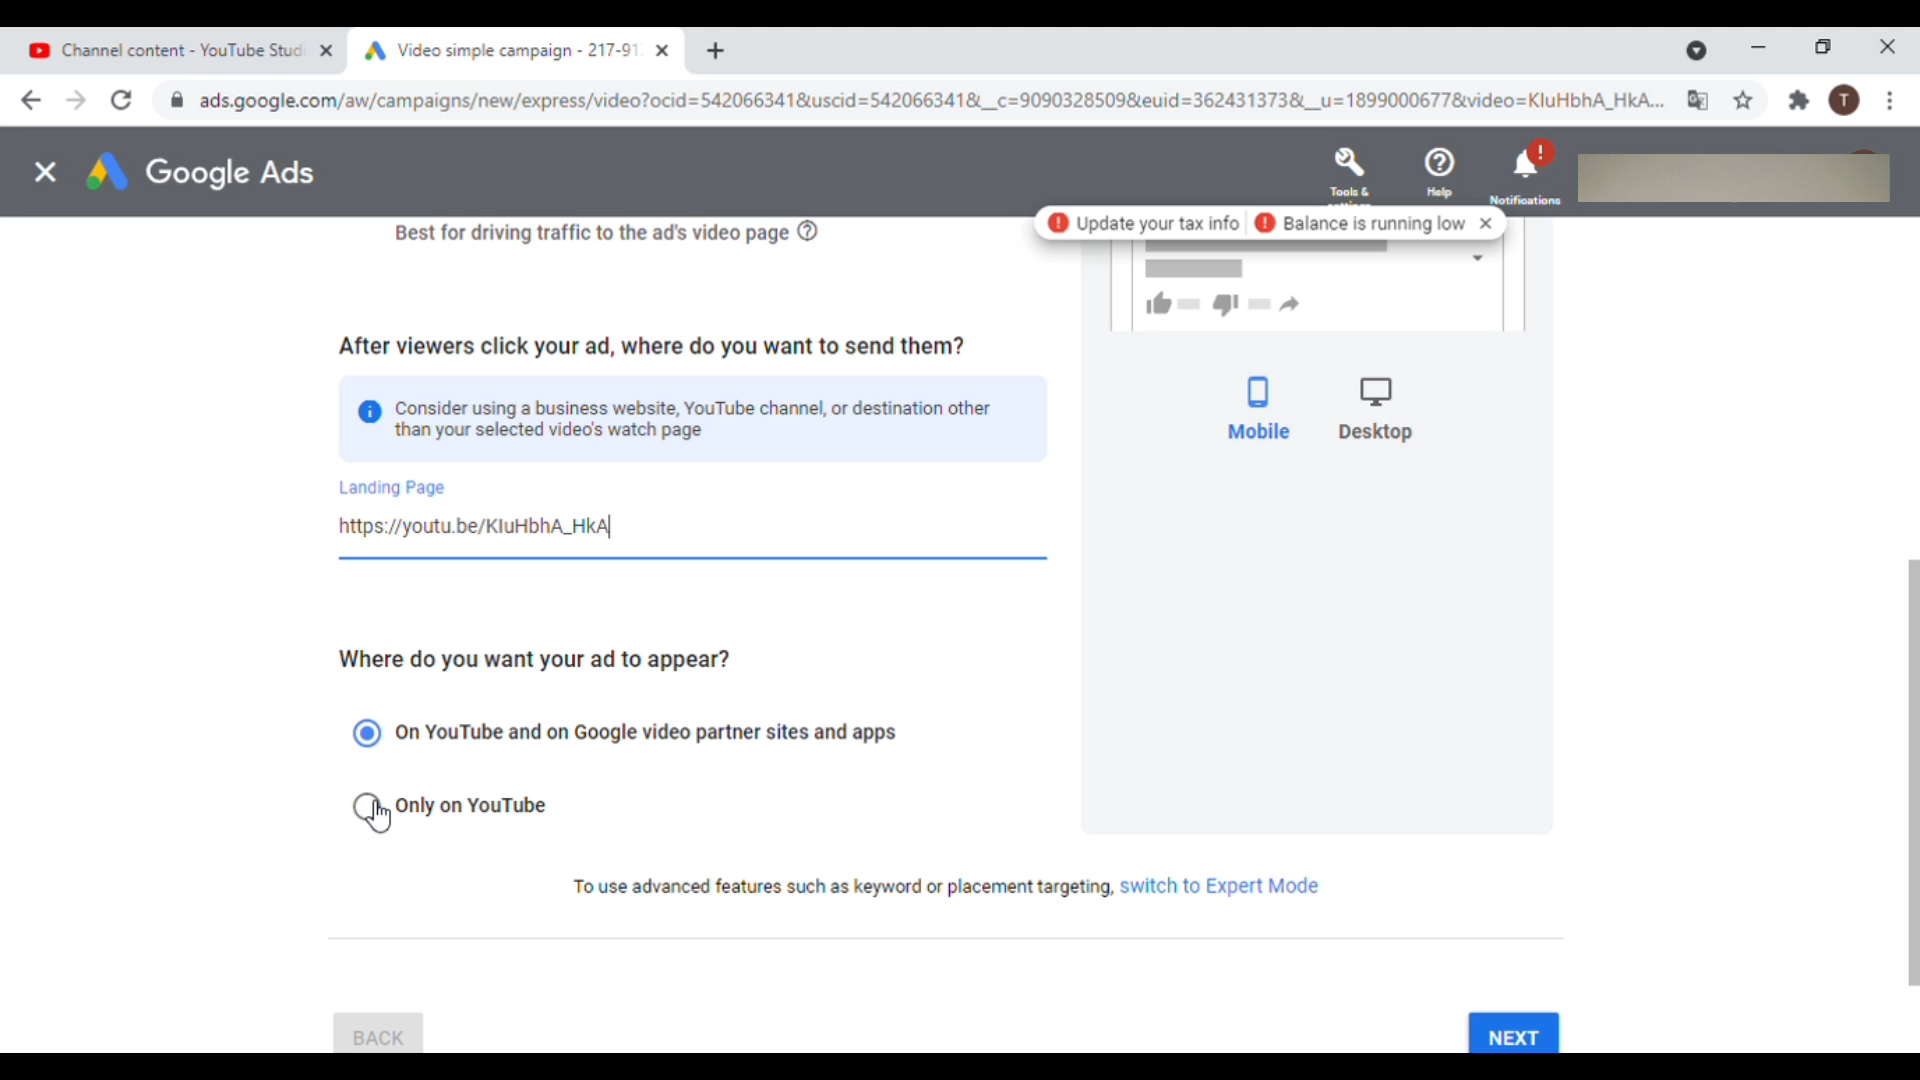 Channel content - YouTube Studi
Video simple campaign - 217-91
ads.google.com/aw/campaigns/new/express/video?ocid=542066341&uscid=542066341&__c=9090328509&euid=362431373&__u=1899000677&video=KIuHbhA_HkA...
T
Google Ads
Tools &
Help
Notifications
Update your tax info
Balance is running low
Best for driving traffic to the ad's video page
After viewers click your ad, where do you want to send them?
Consider using a business website, YouTube channel, or destination other
than your selected video's watch page
Landing Page
https://youtu.be/KIuHbhA_HkA
Mobile
Desktop
Where do you want your ad to appear?
On YouTube and on Google video partner sites and apps
Only on YouTube
To use advanced features such as keyword or placement targeting, switch to Expert Mode
BACK
NEXT